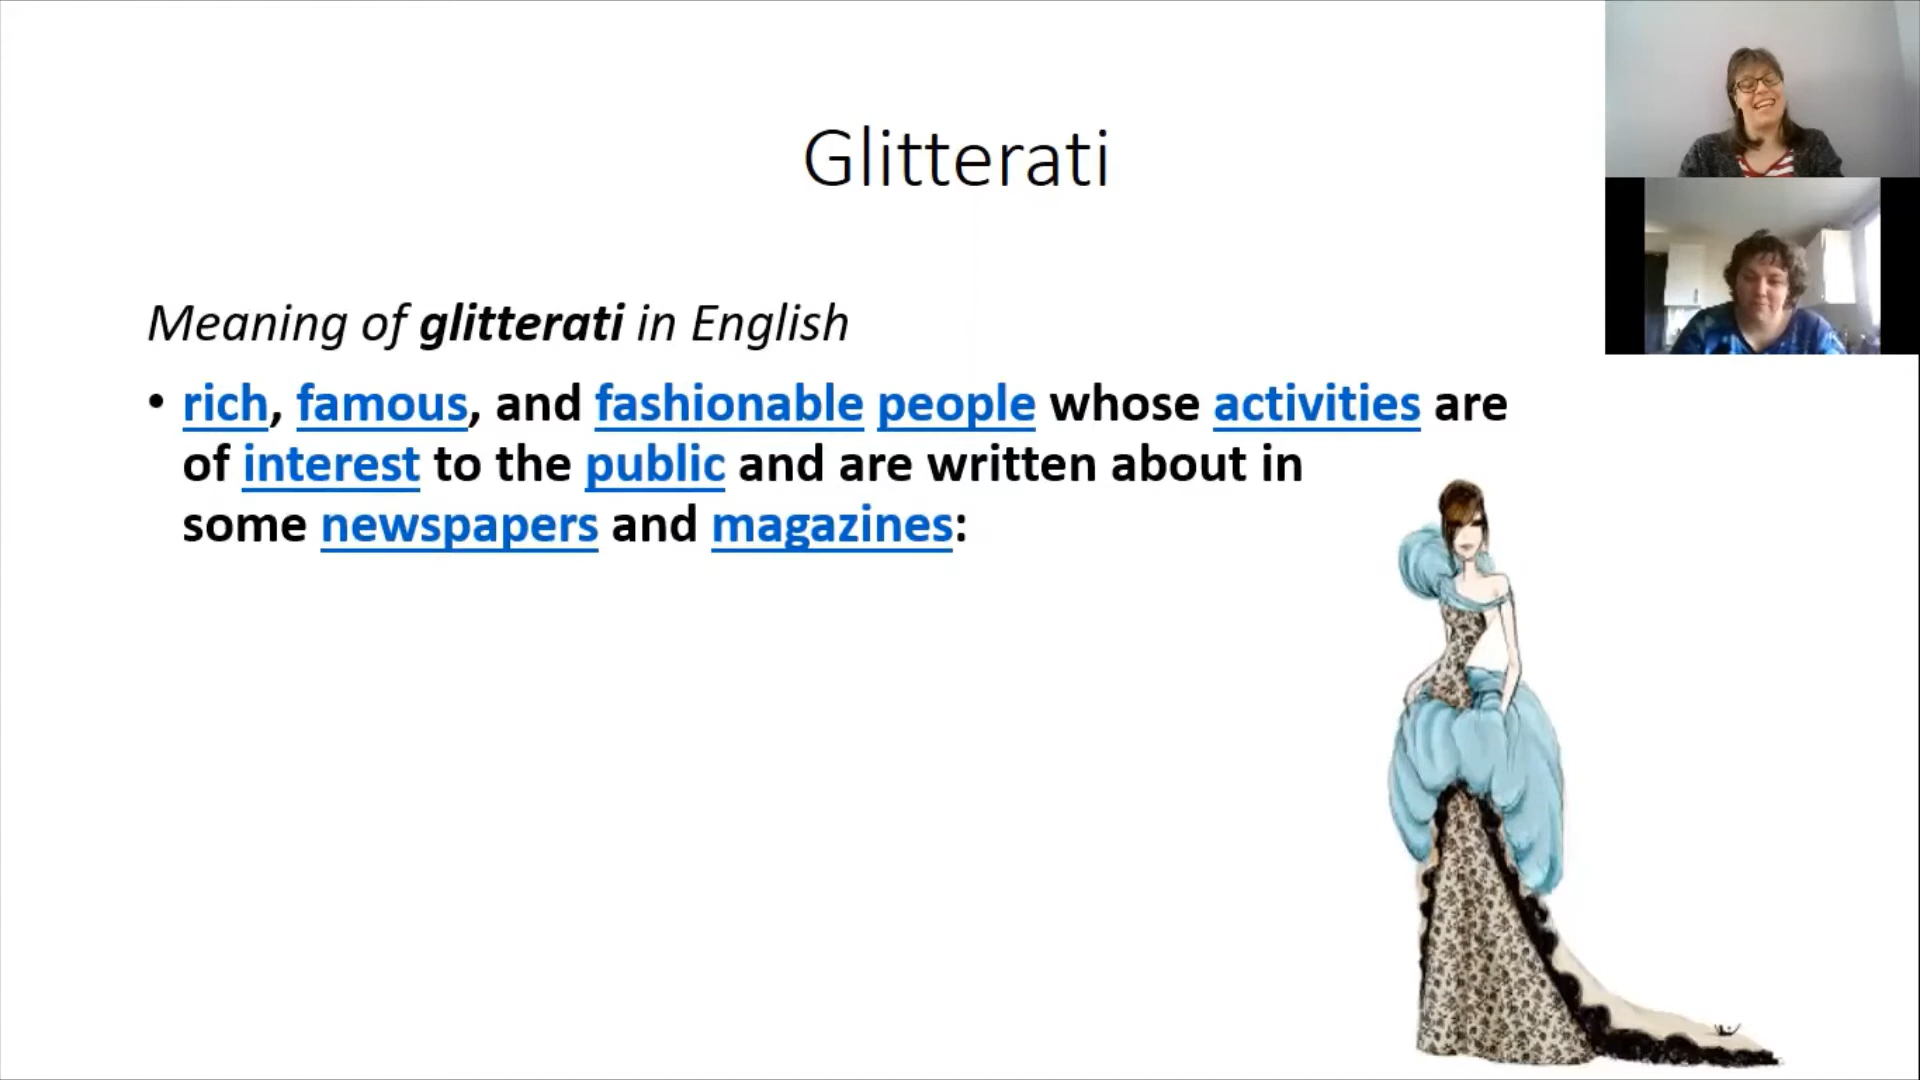 Glitterati
Meaning of glitterati in English
• rich, famous, and fashionable people whose activities are
of interest to the public and are written about in
some newspapers and magazines: